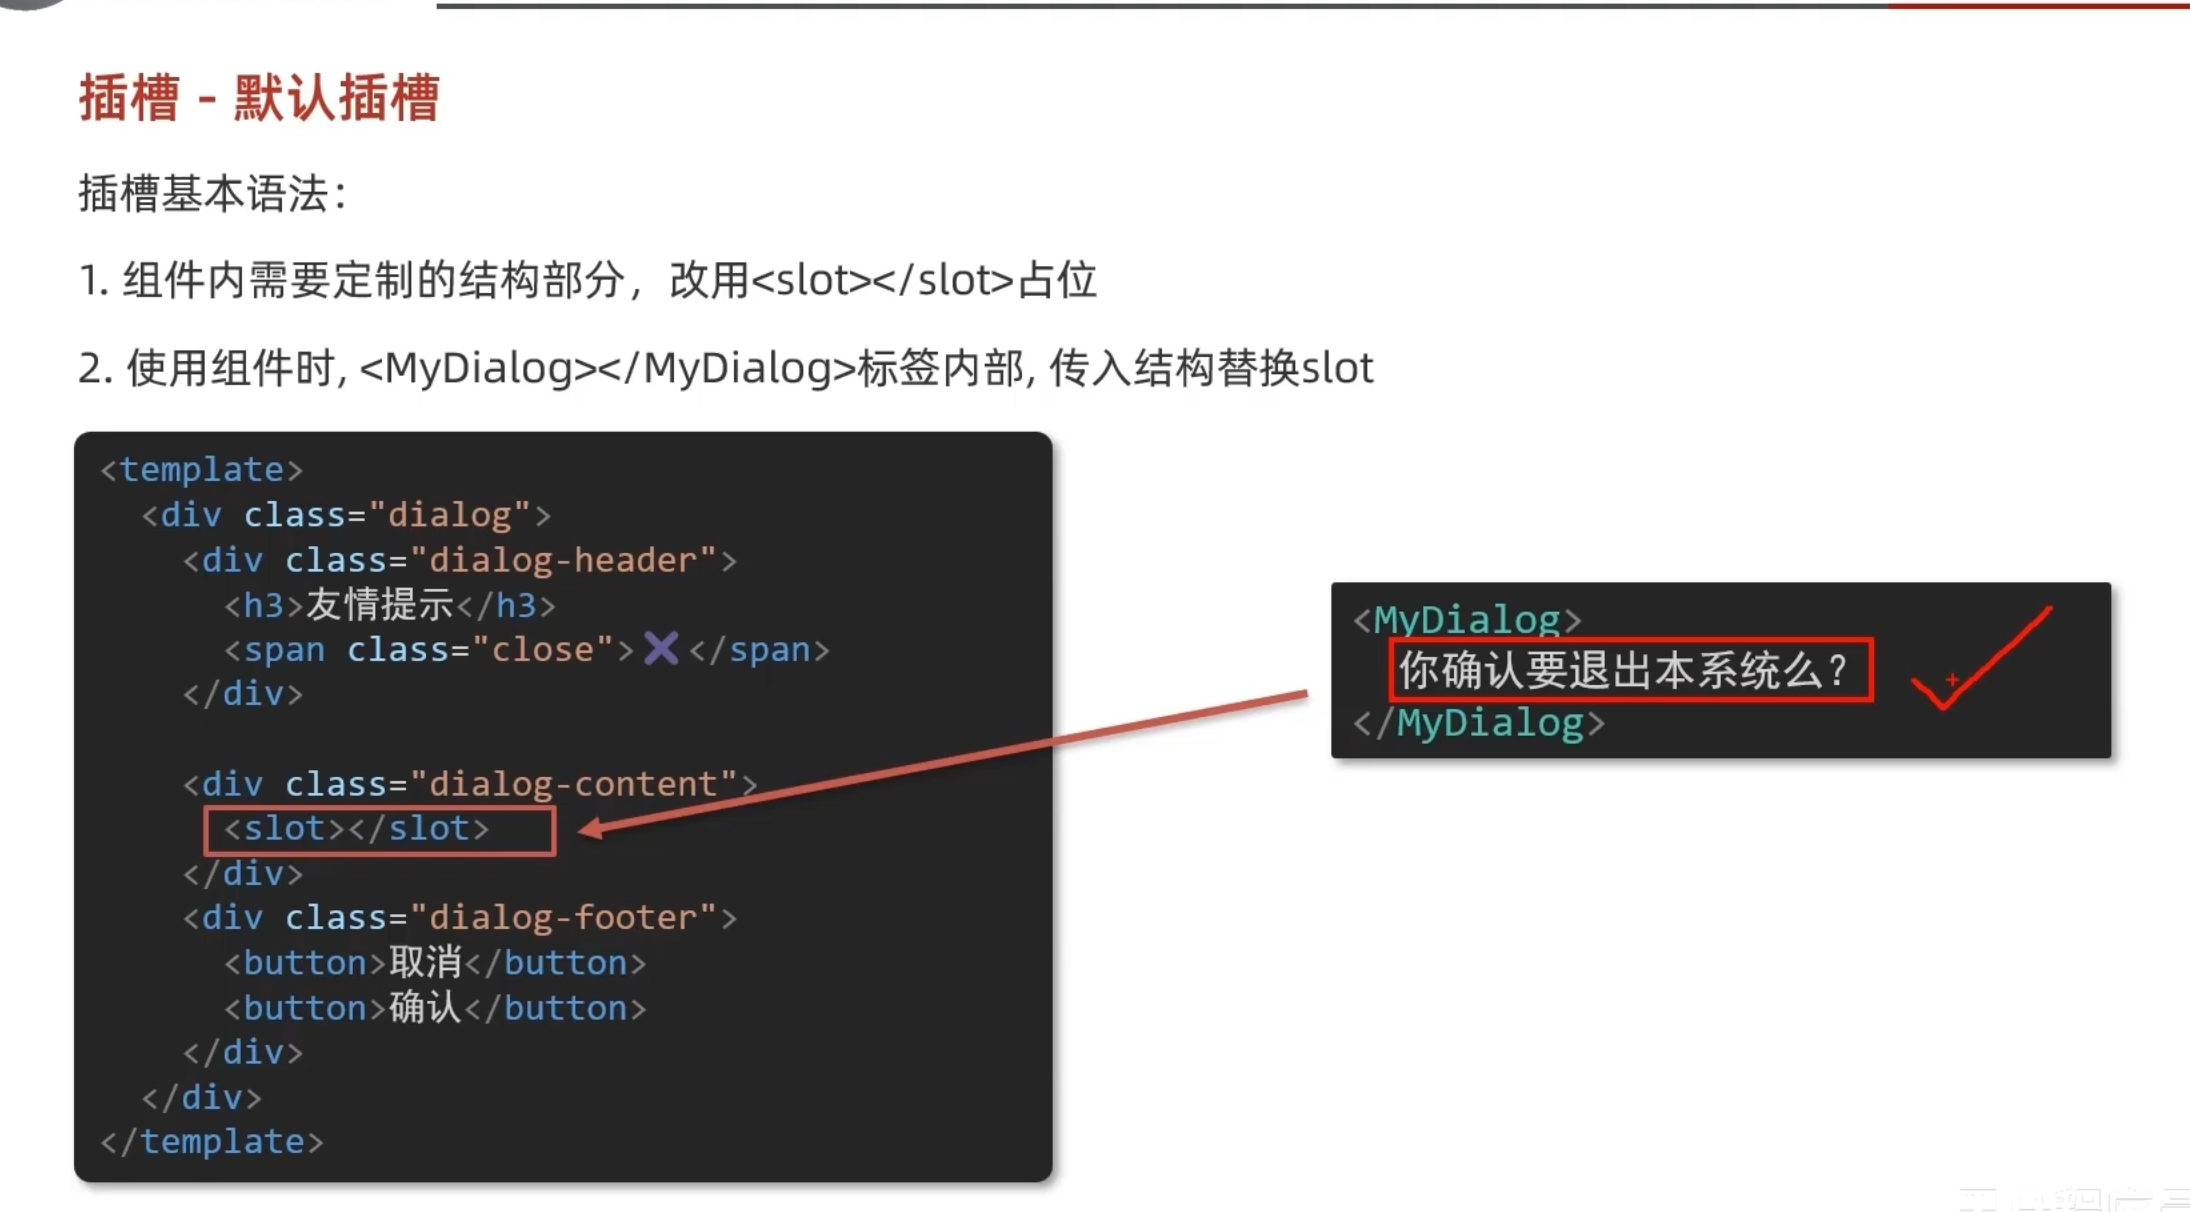 插槽 - 默认插槽
插槽基本语法：
1. 组件内需要定制的结构部分，改用<slot></slot>占位
2. 使用组件时, <MyDialog></MyDialog>标签内部, 传入结构替换slot
<template>
<div class="dialog">
<div class="dialog-header">
<h3>友情提示</h3>
<span class="close">✖</span>
</div>
<div class="dialog-content">
<slot></slot>
</div>
<div class="dialog-footer">
<button>取消</button>
<button>确认</button>
</div>
</div>
</template>
<MyDialog>
你确认要退出本系统么？
</MyDialog>